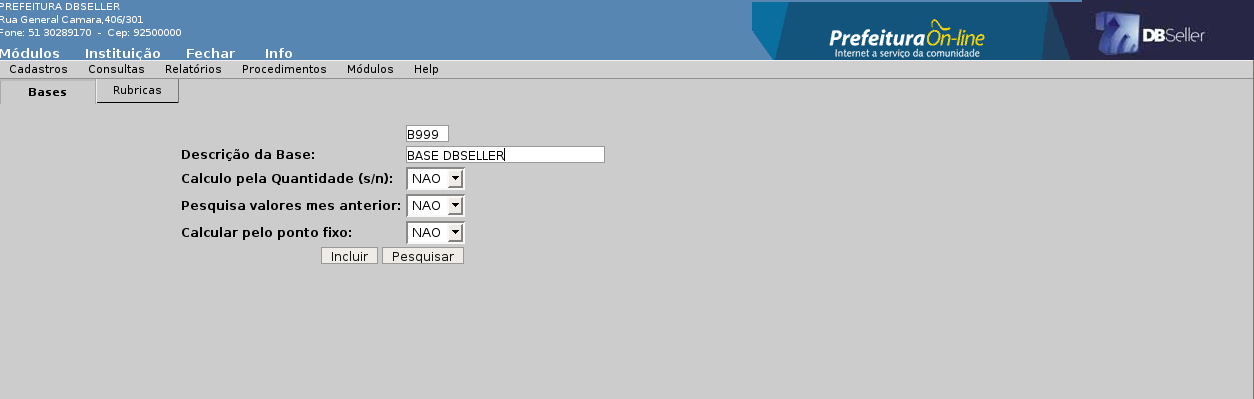 PREFEITURA DBSELLER
Rua General Camara,406/301
Fone: 51 30289170 - Cep: 92500000
Módulos Instituição Fechar Info
Prefeitura On-line
Internet a serviço da comunidade
DBSeller
Cadastros Consultas Relatórios Procedimentos Módulos Help
Bases Rubricas
B999
Descrição da Base: BASE DBSELLER
Calculo pela Quantidade (s/n): NAO
Pesquisa valores mes anterior: NAO
Calcular pelo ponto fixo: NAO
Incluir Pesquisar